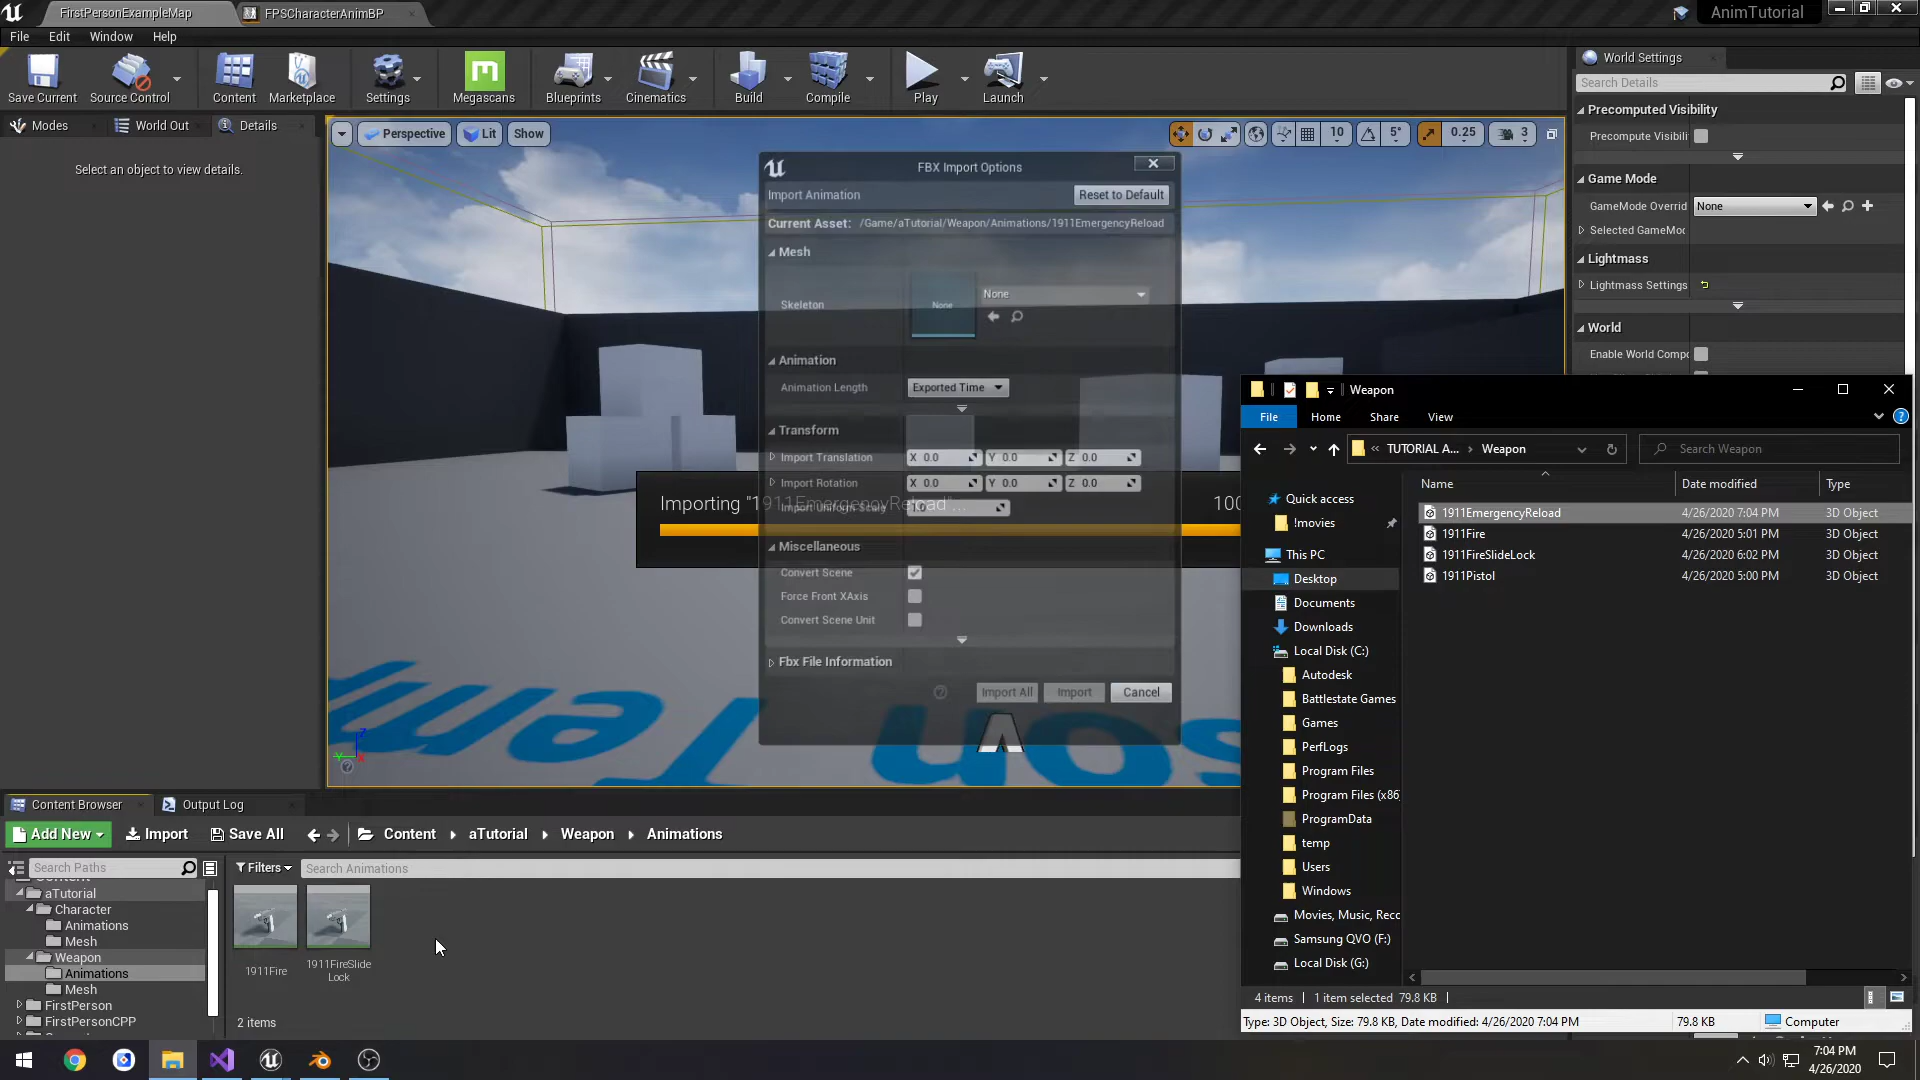 FirstPersonExampleMap
FPSCharacterAnimBP
AnimTutorial
File Edit Window Help
Save Current
Source Control
Content
Marketplace
Settings
Megascans
Blueprints
Cinematics
Build
Compile
Play
Launch
Modes
World Out
Details
Select an object to view details.
Perspective
Lit
Show
10
5°
0.25
3
World Settings
Search Details
Precomputed Visibility
Precompute Visibili
Game Mode
GameMode Overrid
None
Selected GameMoc
Lightmass
Lightmass Settings
World
Enable World Compo
FBX Import Options
Import Animation
Reset to Default
Current Asset: /Game/aTutorial/Weapon/Animations/1911EmergencyReload
Mesh
Skeleton
None
None
Animation
Animation Length
Exported Time
Transform
Import Translation
X 0.0 Y 0.0 Z 0.0
Import Rotation
X 0.0 Y 0.0 Z 0.0
Import Uniform Scale
Importing "1911EmergencyReload"...
100
Miscellaneous
Convert Scene
Force Front XAxis
Convert Scene Unit
Fbx File Information
Import All
Import
Cancel
Weapon
File Home Share View
TUTORIAL A... > Weapon
Search Weapon
Name Date modified Type
1911EmergencyReload 4/26/2020 7:04 PM 3D Object
1911Fire 4/26/2020 5:01 PM 3D Object
1911FireSlideLock 4/26/2020 6:02 PM 3D Object
1911Pistol 4/26/2020 5:00 PM 3D Object
Quick access
!movies
This PC
Desktop
Documents
Downloads
Local Disk (C:)
Autodesk
Battlestate Games
Games
PerfLogs
Program Files
Program Files (x86
ProgramData
temp
Users
Windows
Movies, Music, Recc
Samsung QVO (F:)
Local Disk (G:)
4 items 1 item selected 79.8 KB
Type: 3D Object, Size: 79.8 KB, Date modified: 4/26/2020 7:04 PM
79.8 KB
Computer
Content Browser
Output Log
Add New
Import
Save All
Content
aTutorial
Weapon
Animations
Search Paths
Filters
Search Animations
aTutorial
Character
Animations
Mesh
Weapon
Animations
Mesh
FirstPerson
FirstPersonCPP
1911Fire
1911FireSlide
Lock
2 items
7:04 PM
4/26/2020